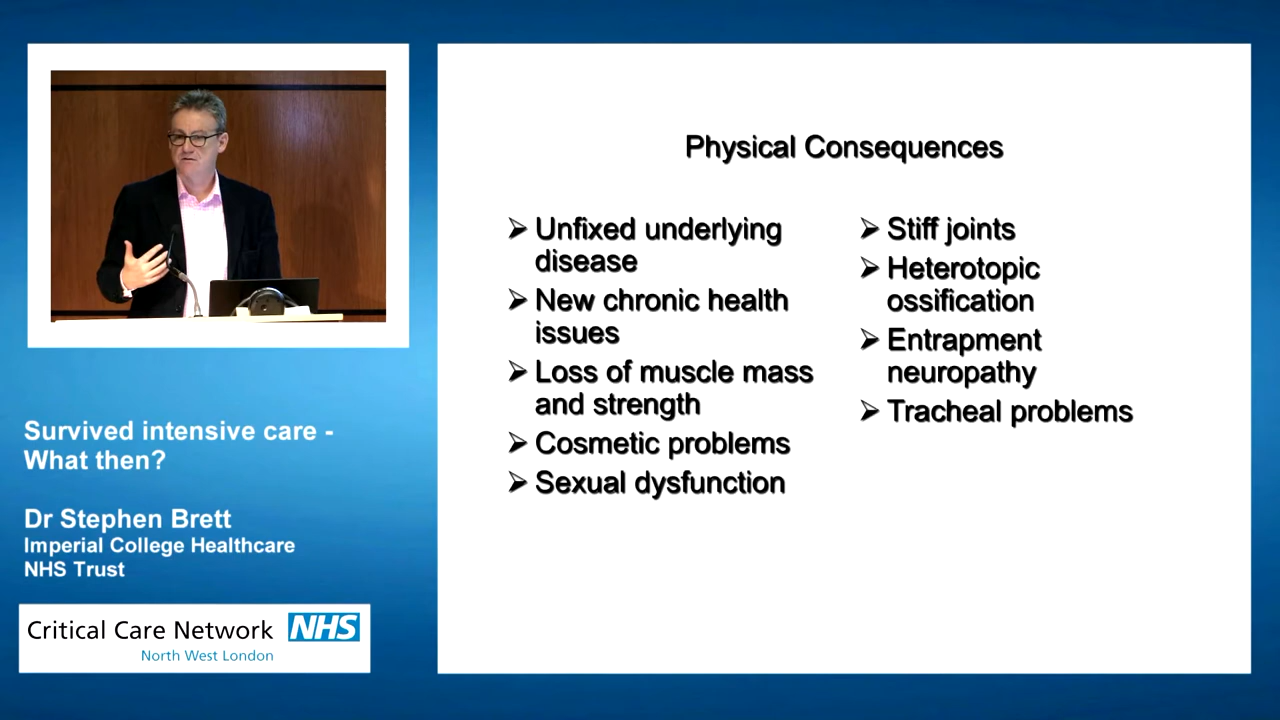 Survived intensive care -
What then?
Dr Stephen Brett
Imperial College Healthcare
NHS Trust
Critical Care Network NHS
North West London
Physical Consequences
Unfixed underlying
disease
New chronic health
issues
Loss of muscle mass
and strength
Cosmetic problems
Sexual dysfunction
Stiff joints
Heterotopic
ossification
Entrapment
neuropathy
Tracheal problems